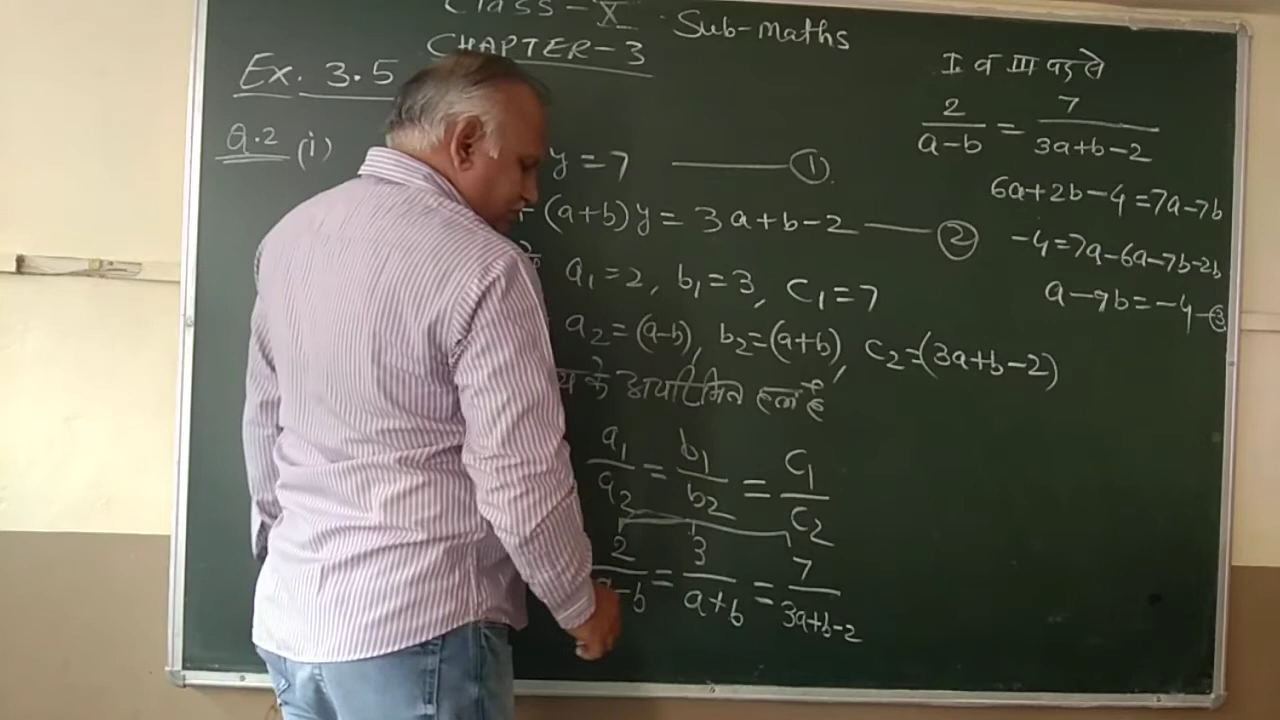 Class-X Sub-Maths
CHAPTER-3
Ex. 3.5
Q.2 (i)
y = 7 ——— ①
+ (a+b)y = 3a+b-2 —— ②
a₁=2, b₁=3, c₁=7
a₂=(a-b), b₂=(a+b), c₂=(3a+b-2)
के अपरिमित हल हैं
a₁/a₂ = b₁/b₂ = c₁/c₂
2/a-b = 3/a+b = 7/3a+b-2
I व III पद से
2/a-b = 7/3a+b-2
6a+2b-4=7a-7b
-4=7a-6a-7b-2b
a-9b=-4-③